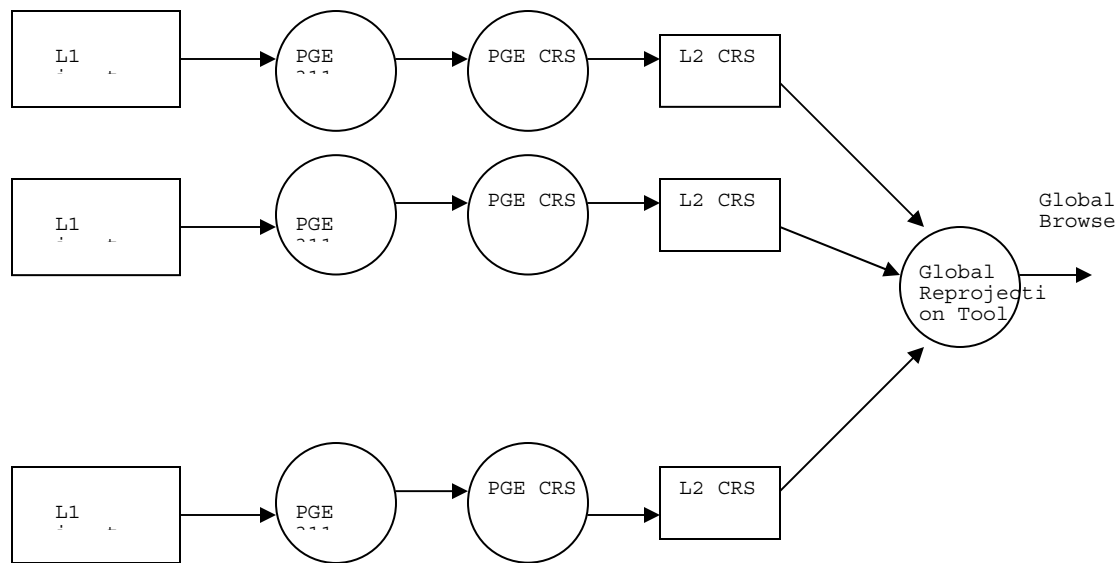 L1
PGE
PGE CRS
L2 CRS
L1
PGE
PGE CRS
L2 CRS
Global
Browse
Global
Reprojecti
on Tool
L1
PGE
PGE CRS
L2 CRS